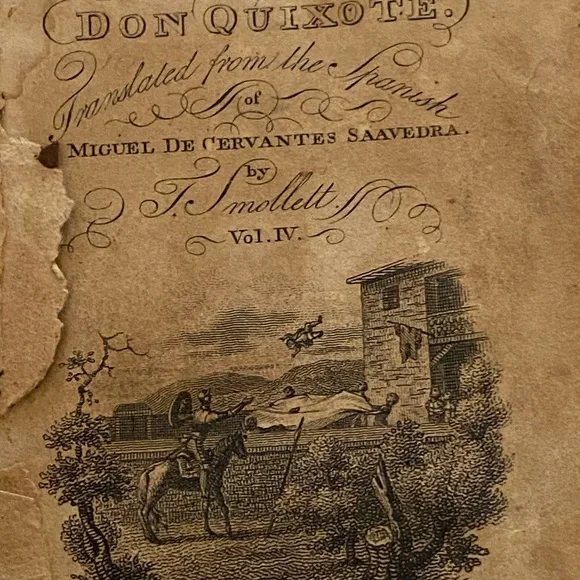 DON QUIXOTE.
Translated from the Spanish
of
MIGUEL DE CERVANTES SAAVEDRA.
by
T. Smollett.
Vol. IV.